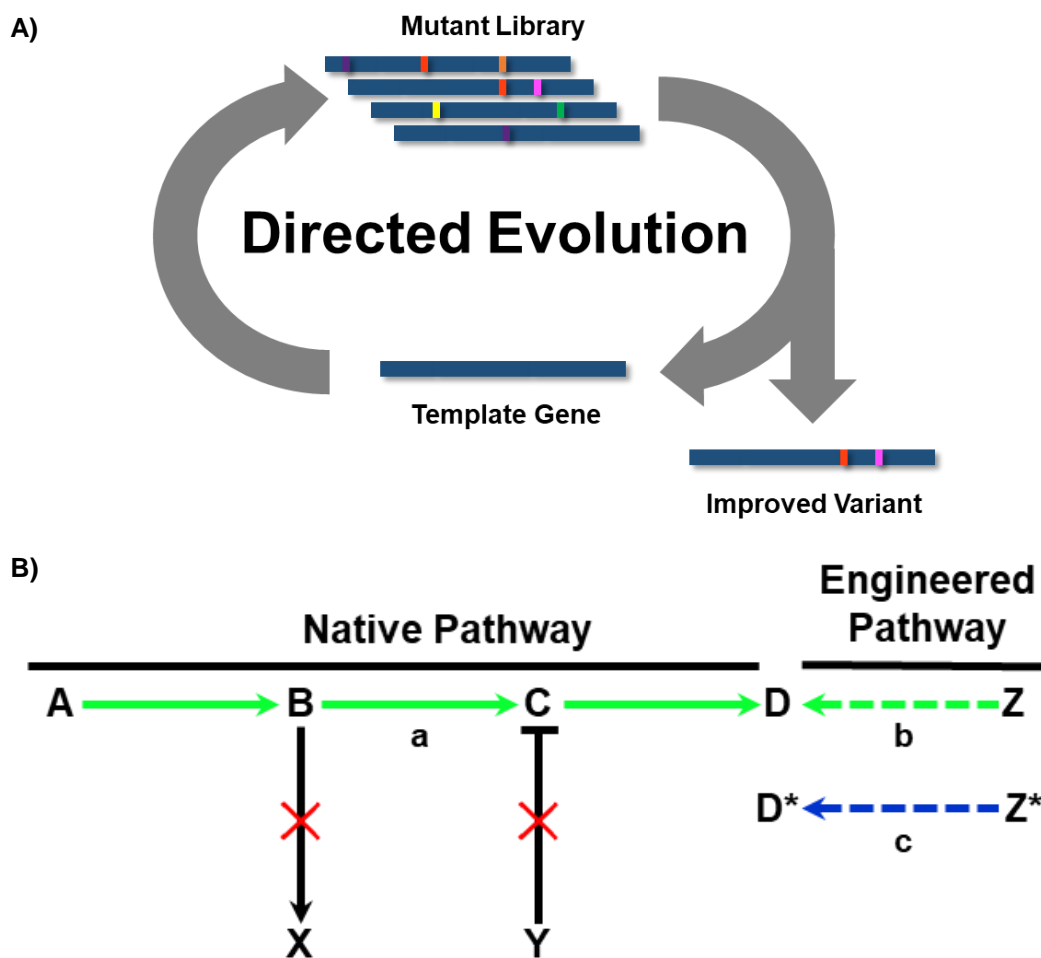 A)
Mutant Library
Directed Evolution
Template Gene
Improved Variant
B)
Engineered
Pathway
Native Pathway
A B C D Z
a b
D* Z*
c
X Y